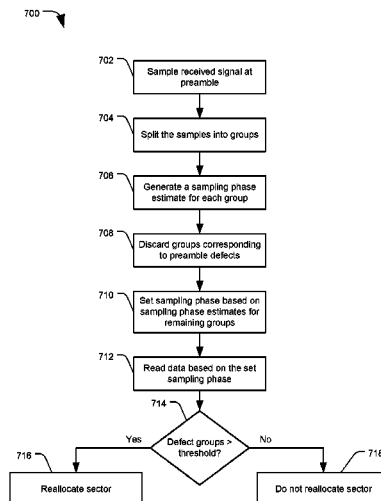 700
702
Sample received signal at
preamble
704
Split the samples into groups
706
Generate a sampling phase
estimate for each group
708
Discard groups corresponding
to preamble defects
710
Set sampling phase based on
sampling phase estimates for
remaining groups
712
Read data based on the set
sampling phase
714
Defect groups >
threshold?
Yes
No
716
Reallocate sector
718
Do not reallocate sector